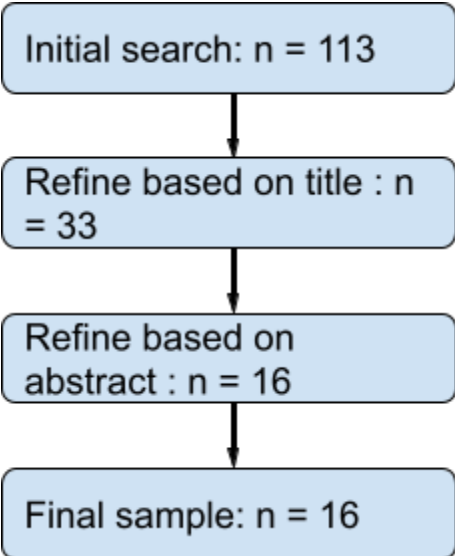 Initial search: n = 113
Refine based on title : n
= 33
Refine based on
abstract : n = 16
Final sample: n = 16